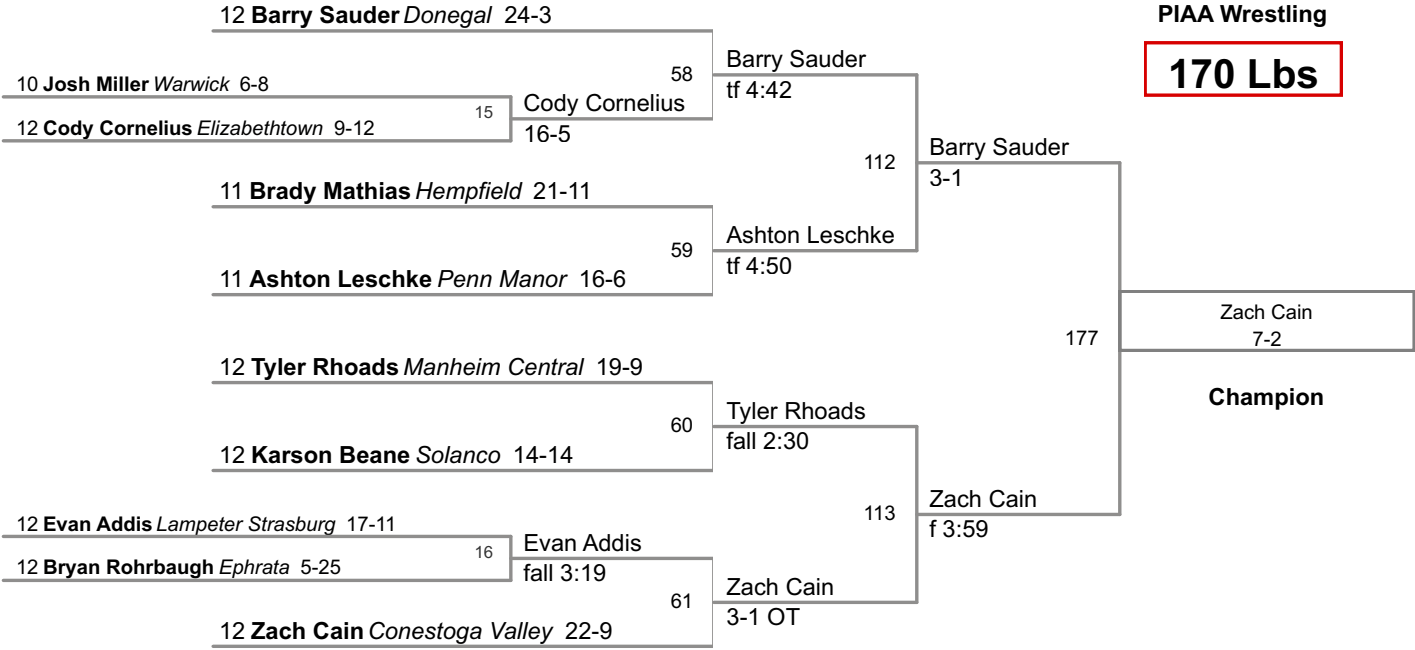 12 Barry Sauder Donegal 24-3
PIAA Wrestling
170 Lbs
58
Barry Sauder
tf 4:42
10 Josh Miller Warwick 6-8
15
Cody Cornelius
16-5
12 Cody Cornelius Elizabethtown 9-12
112
Barry Sauder
3-1
11 Brady Mathias Hempfield 21-11
59
Ashton Leschke
tf 4:50
11 Ashton Leschke Penn Manor 16-6
177
Zach Cain
7-2
Champion
12 Tyler Rhoads Manheim Central 19-9
60
Tyler Rhoads
fall 2:30
12 Karson Beane Solanco 14-14
113
Zach Cain
f 3:59
12 Evan Addis Lampeter Strasburg 17-11
16
Evan Addis
fall 3:19
12 Bryan Rohrbaugh Ephrata 5-25
61
Zach Cain
3-1 OT
12 Zach Cain Conestoga Valley 22-9